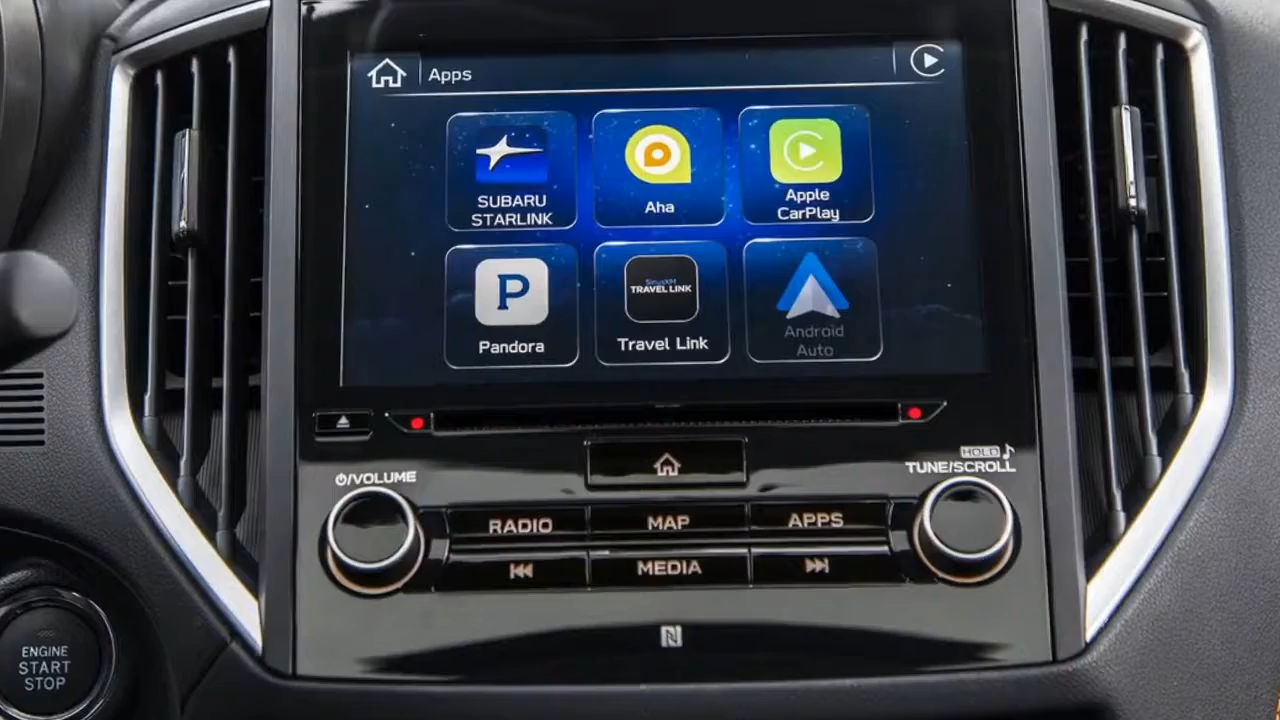 Apps
SUBARU
STARLINK
Aha
Apple
CarPlay
P
Pandora
SiriusXM
TRAVEL LINK
Travel Link
Android
Auto
/VOLUME
HOLD
TUNE/SCROLL
RADIO
MAP
APPS
MEDIA
N
ENGINE
START
STOP